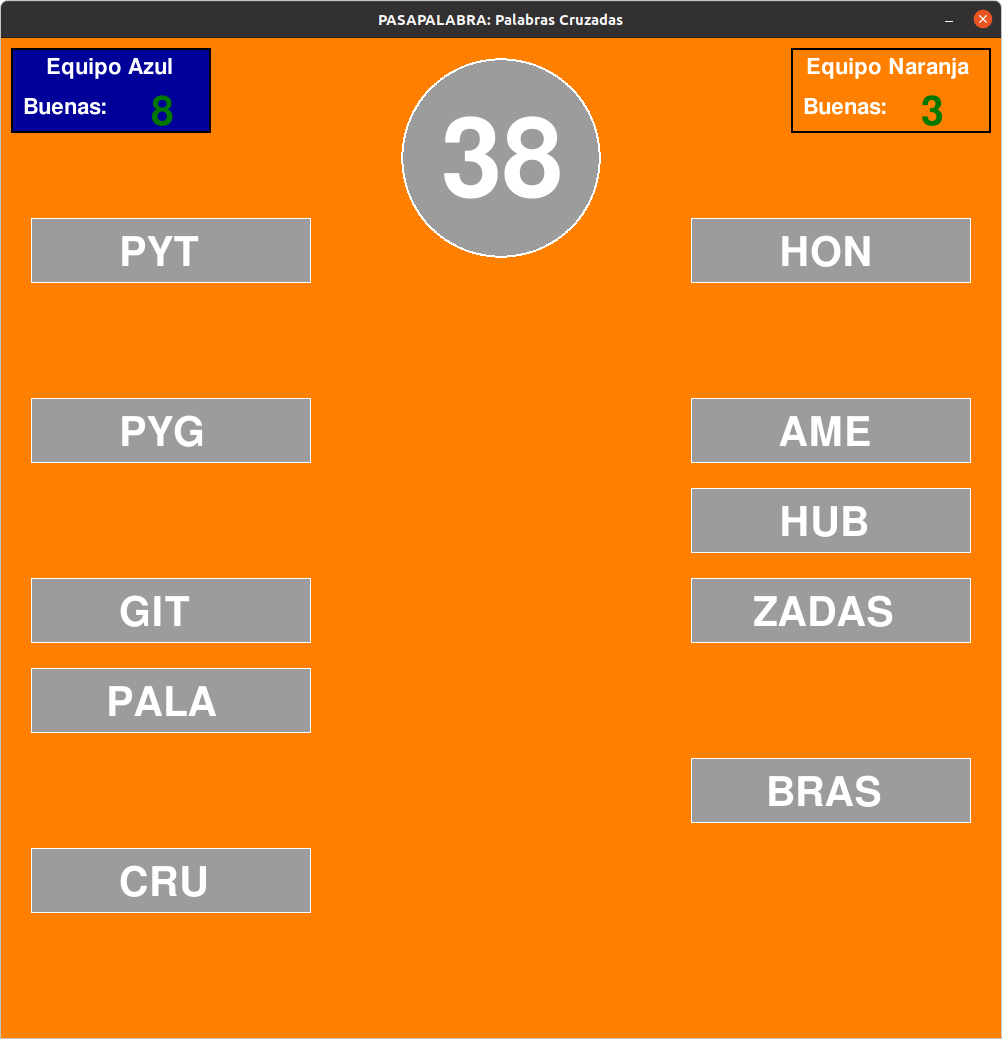 PASAPALABRA: Palabras Cruzadas
Equipo Azul
Buenas: 8
38
Equipo Naranja
Buenas: 3
PYT
HON
PYG
AME
HUB
GIT
ZADAS
PALA
BRAS
CRU